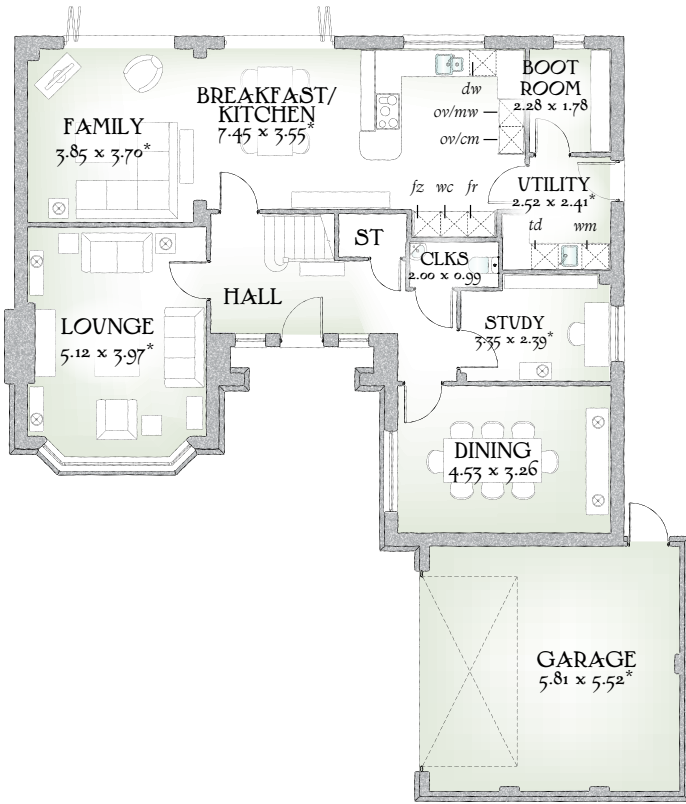 BOOT
ROOM
2.28 x 1.78
dw
BREAKFAST/
KITCHEN
7.45 x 3.55*
ov/mw
ov/cm
FAMILY
3.85 x 3.70*
fz wc fr
UTILITY
2.52 x 2.41*
td wm
ST
CLKS
2.00 x 0.99
HALL
LOUNGE
5.12 x 3.97*
STUDY
3.35 x 2.39*
DINING
4.53 x 3.26
GARAGE
5.81 x 5.52*